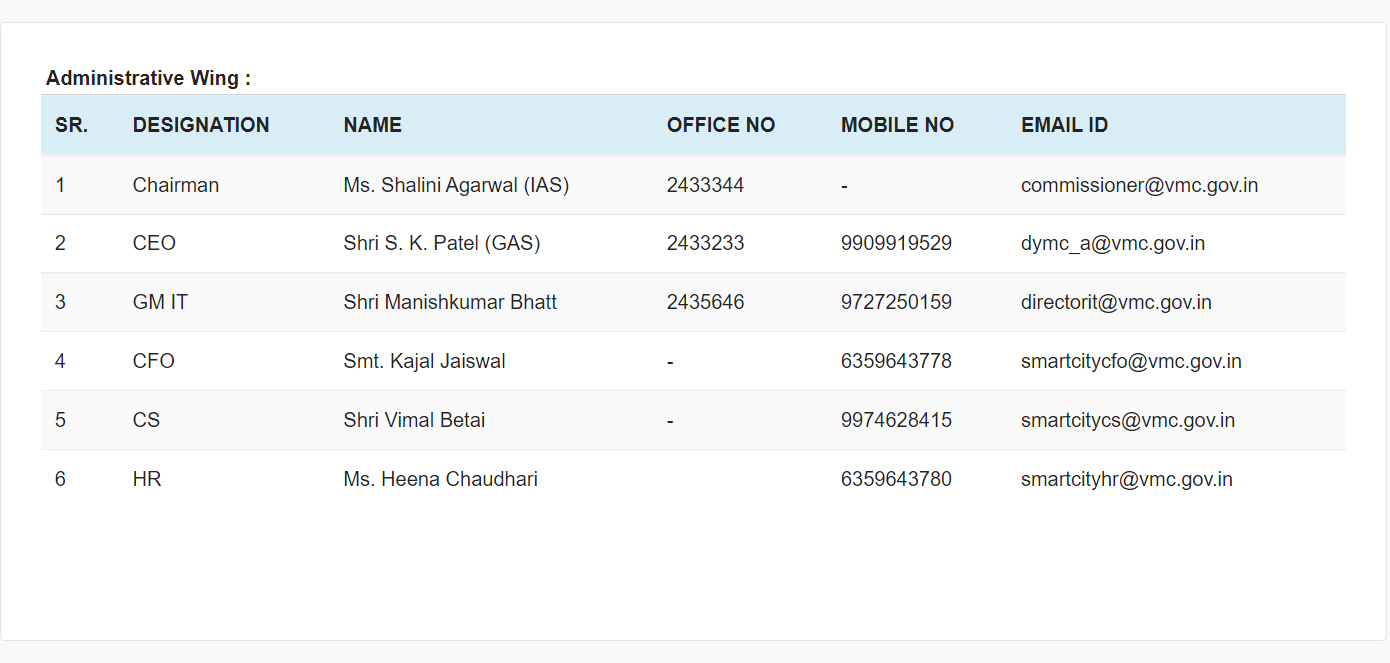 Administrative Wing :
SR. DESIGNATION NAME OFFICE NO MOBILE NO EMAIL ID
1 Chairman Ms. Shalini Agarwal (IAS) 2433344 - commissioner@vmc.gov.in
2 CEO Shri S. K. Patel (GAS) 2433233 9909919529 dymc_a@vmc.gov.in
3 GM IT Shri Manishkumar Bhatt 2435646 9727250159 directorit@vmc.gov.in
4 CFO Smt. Kajal Jaiswal - 6359643778 smartcitycfo@vmc.gov.in
5 CS Shri Vimal Betai - 9974628415 smartcitycs@vmc.gov.in
6 HR Ms. Heena Chaudhari 6359643780 smartcityhr@vmc.gov.in